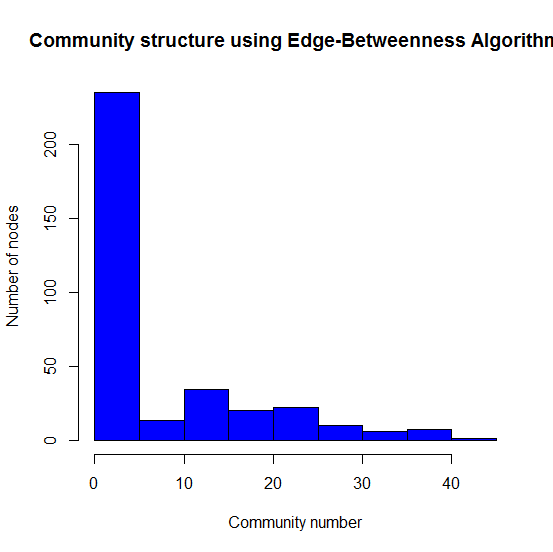 Community structure using Edge-Betweenness Algorithm
200
150
100
50
0
Number of nodes
0 10 20 30 40
Community number